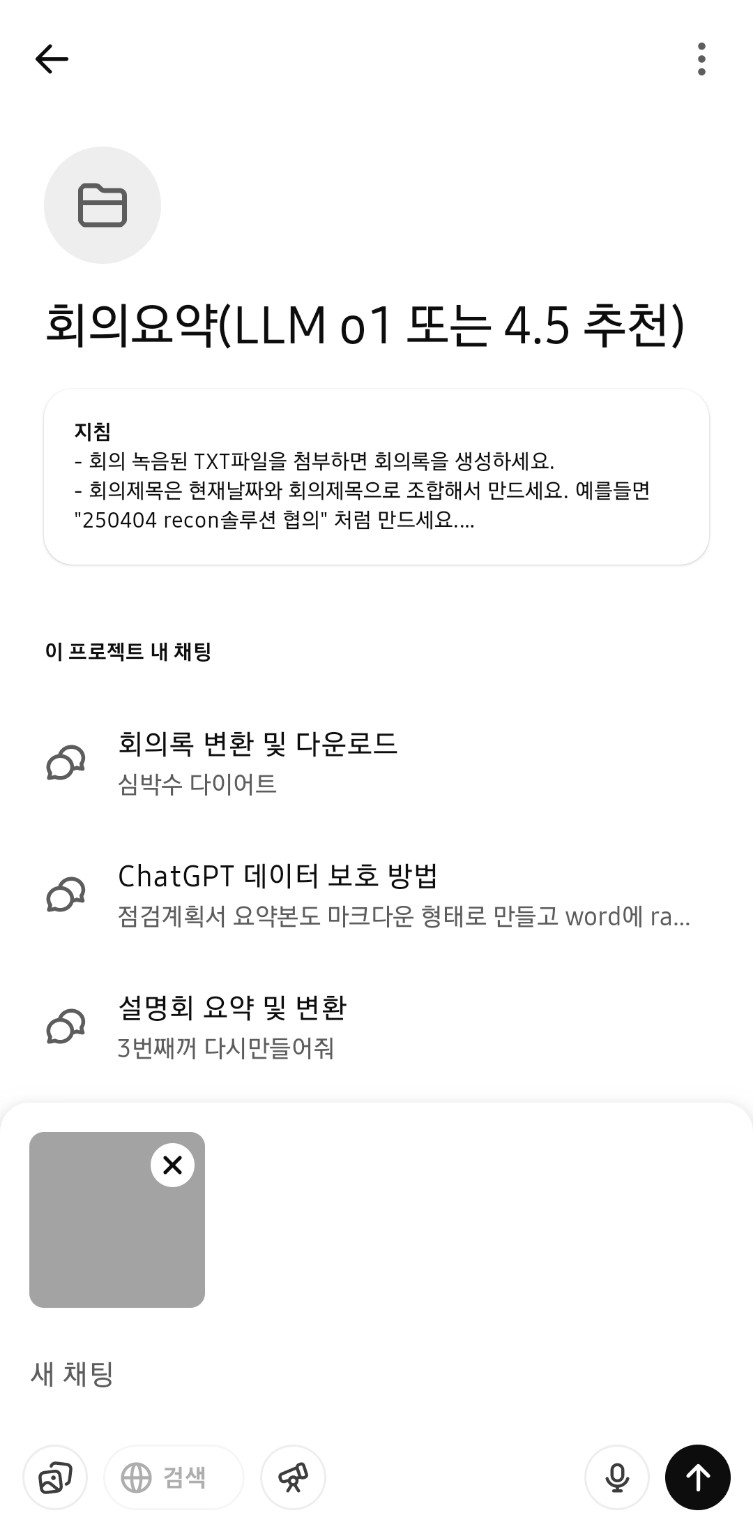 회의요약(LLM o1 또는 4.5 추천)
지침
- 회의 녹음된 TXT파일을 첨부하면 회의록을 생성하세요.
- 회의제목은 현재날짜와 회의제목으로 조합해서 만드세요. 예를들면
"250404 recon솔루션 협의" 처럼 만드세요....
이 프로젝트 내 채팅
회의록 변환 및 다운로드
심박수 다이어트
ChatGPT 데이터 보호 방법
점검계획서 요약본도 마크다운 형태로 만들고 word에 ra...
설명회 요약 및 변환
3번째꺼 다시만들어줘
새 채팅
검색